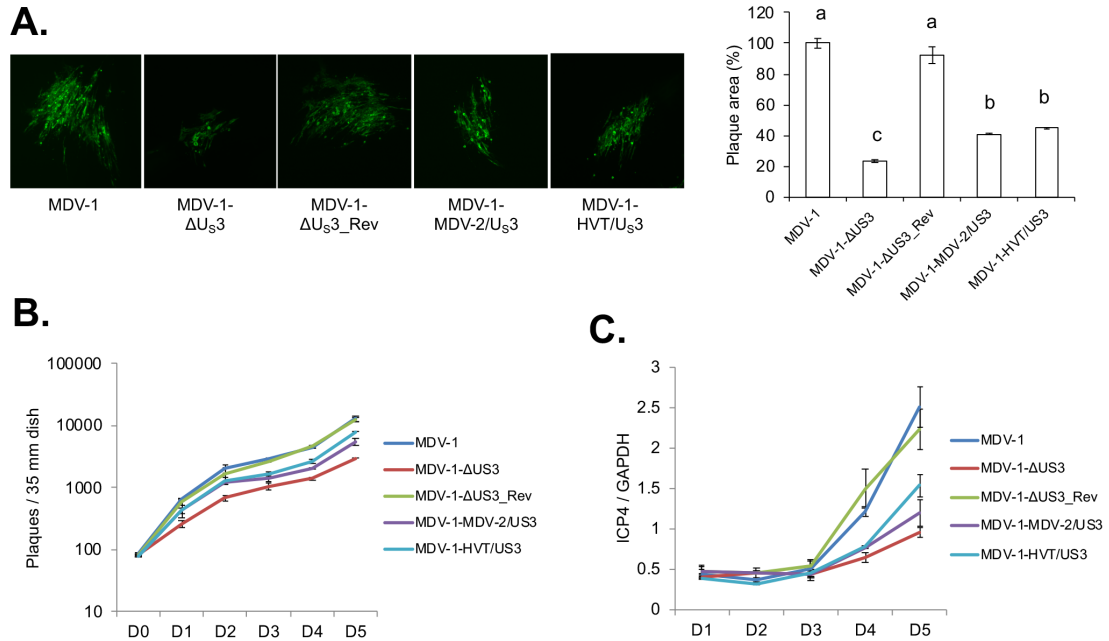 A.
MDV-1
MDV-1-
ΔUS3
MDV-1-
ΔUS3_Rev
MDV-1-
MDV-2/US3
MDV-1-
HVT/US3
Plaque area (%)
120
100
80
60
40
20
0
a
c
a
b
b
MDV-1
MDV-1-ΔUS3
MDV-1-ΔUS3_Rev
MDV-1-MDV-2/US3
MDV-1-HVT/US3
B.
Plaques / 35 mm dish
100000
10000
1000
100
10
D0 D1 D2 D3 D4 D5
MDV-1
MDV-1-ΔUS3
MDV-1-ΔUS3_Rev
MDV-1-MDV-2/US3
MDV-1-HVT/US3
C.
ICP4 / GAPDH
3
2.5
2
1.5
1
0.5
0
D1 D2 D3 D4 D5
MDV-1
MDV-1-ΔUS3
MDV-1-ΔUS3_Rev
MDV-1-MDV-2/US3
MDV-1-HVT/US3